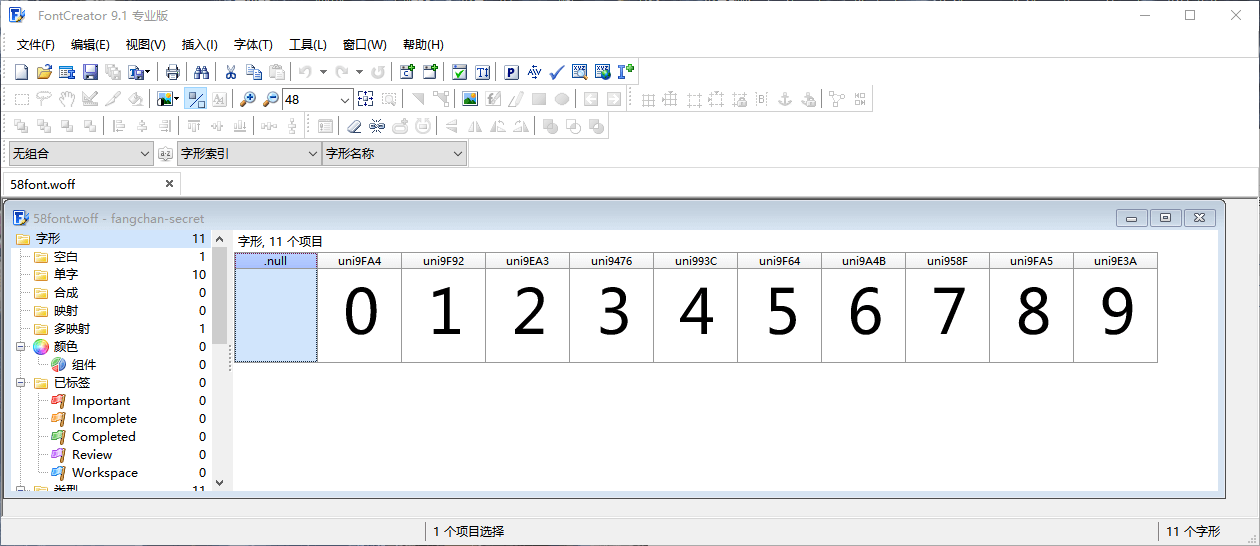 FontCreator 9.1 专业版
文件(F) 编辑(E) 视图(V) 插入(I) 字体(T) 工具(L) 窗口(W) 帮助(H)
48
无组合 字形索引 字形名称
58font.woff
58font.woff - fangchan-secret
字形 11
字形, 11 个项目
空白 1
单字 10
合成 0
映射 0
多映射 1
颜色 0
组件 0
已标签 0
Important 0
Incomplete 0
Completed 0
Review 0
Workspace 0
类型 11
.null uni9FA4 uni9F92 uni9EA3 uni9476 uni993C uni9F64 uni9A4B uni958F uni9FA5 uni9E3A
0 1 2 3 4 5 6 7 8 9
1 个项目选择 11 个字形